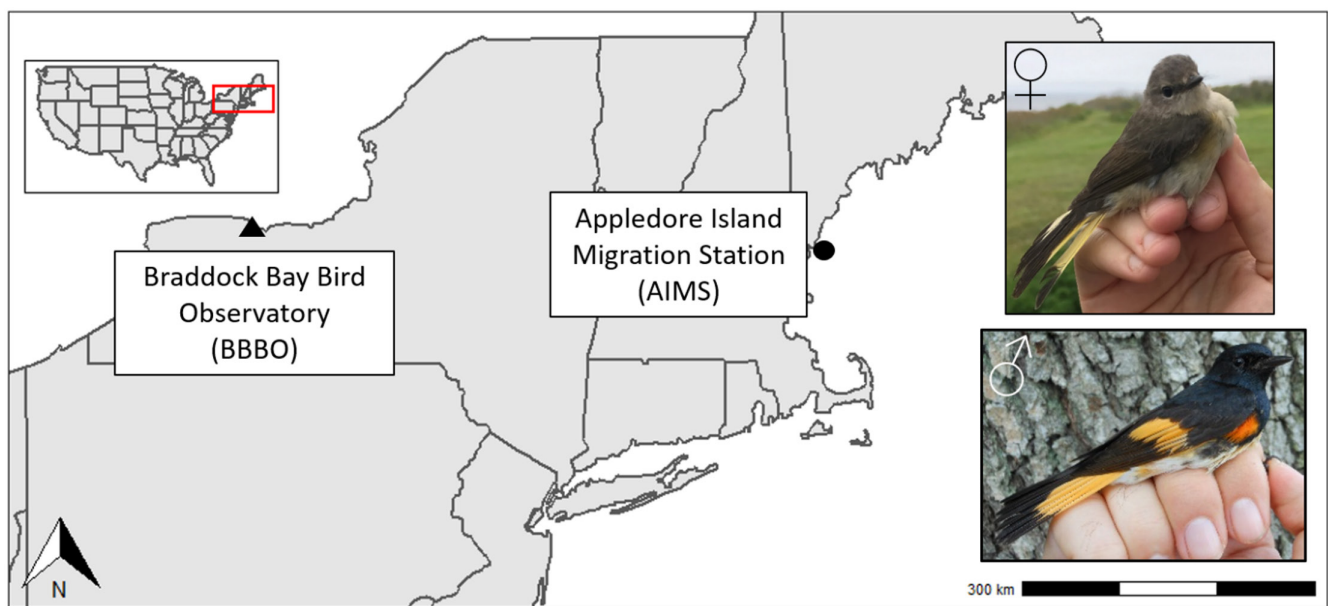 Braddock Bay Bird
Observatory
(BBBO)
Appledore Island
Migration Station
(AIMS)
N
300 km